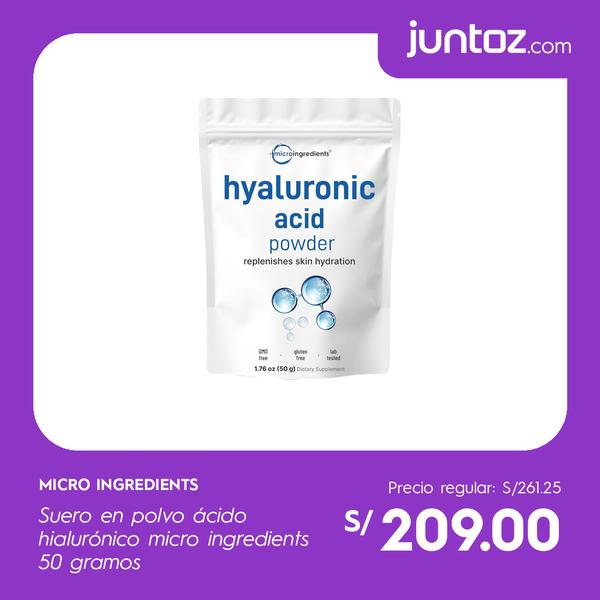 juntoz.com
microingredients®
hyaluronic
acid
powder
replenishes skin hydration
GMO free · gluten free · lab tested
1.76 oz (50 g) Dietary Supplement
MICRO INGREDIENTS
Suero en polvo ácido
hialurónico micro ingredients
50 gramos
Precio regular: S/261.25
S/ 209.00